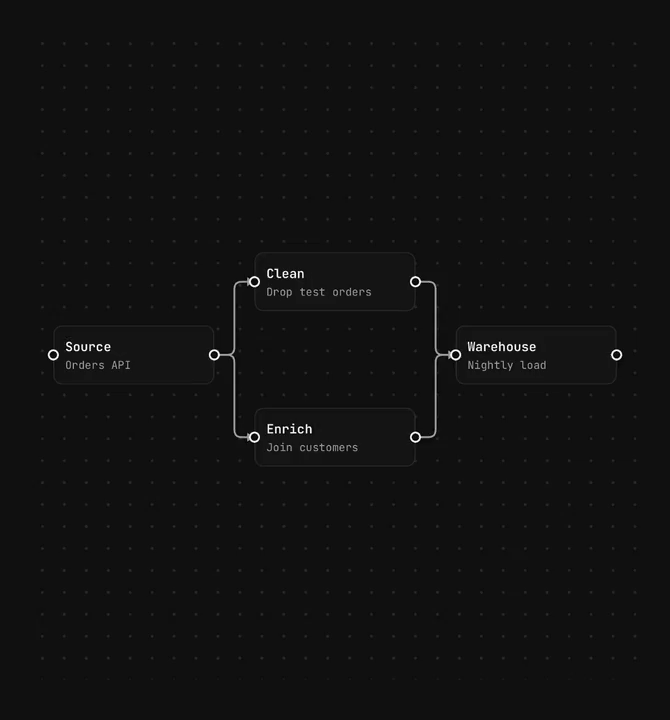 Clean
Drop test orders
Source
Orders API
Warehouse
Nightly load
Enrich
Join customers